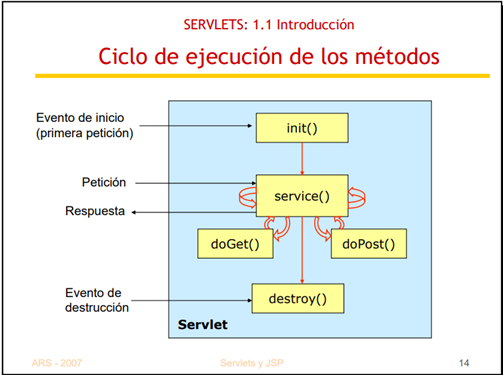 SERVLETS: 1.1 Introducción
Ciclo de ejecución de los métodos
Evento de inicio
(primera petición)
init()
Petición
service()
Respuesta
doGet()
doPost()
Evento de
destrucción
destroy()
Servlet
ARS - 2007
Servlets y JSP
14